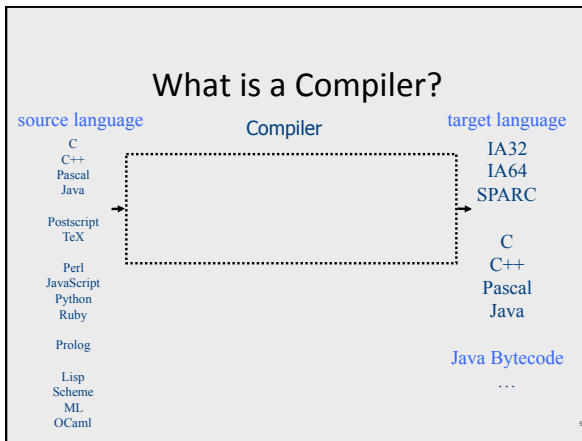 What is a Compiler?
source language
C
C++
Pascal
Java
Postscript
TeX
Perl
JavaScript
Python
Ruby
Prolog
Lisp
Scheme
ML
OCaml
Compiler
target language
IA32
IA64
SPARC
C
C++
Pascal
Java
Java Bytecode
…